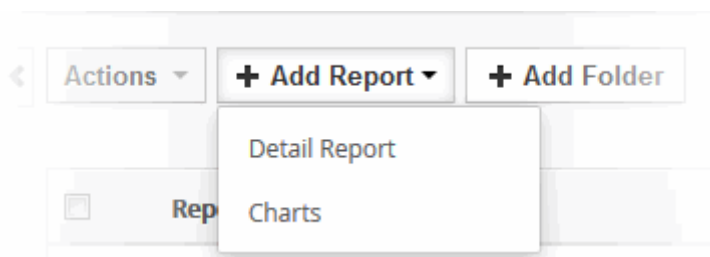 Actions + Add Report + Add Folder
Detail Report
Rep Charts